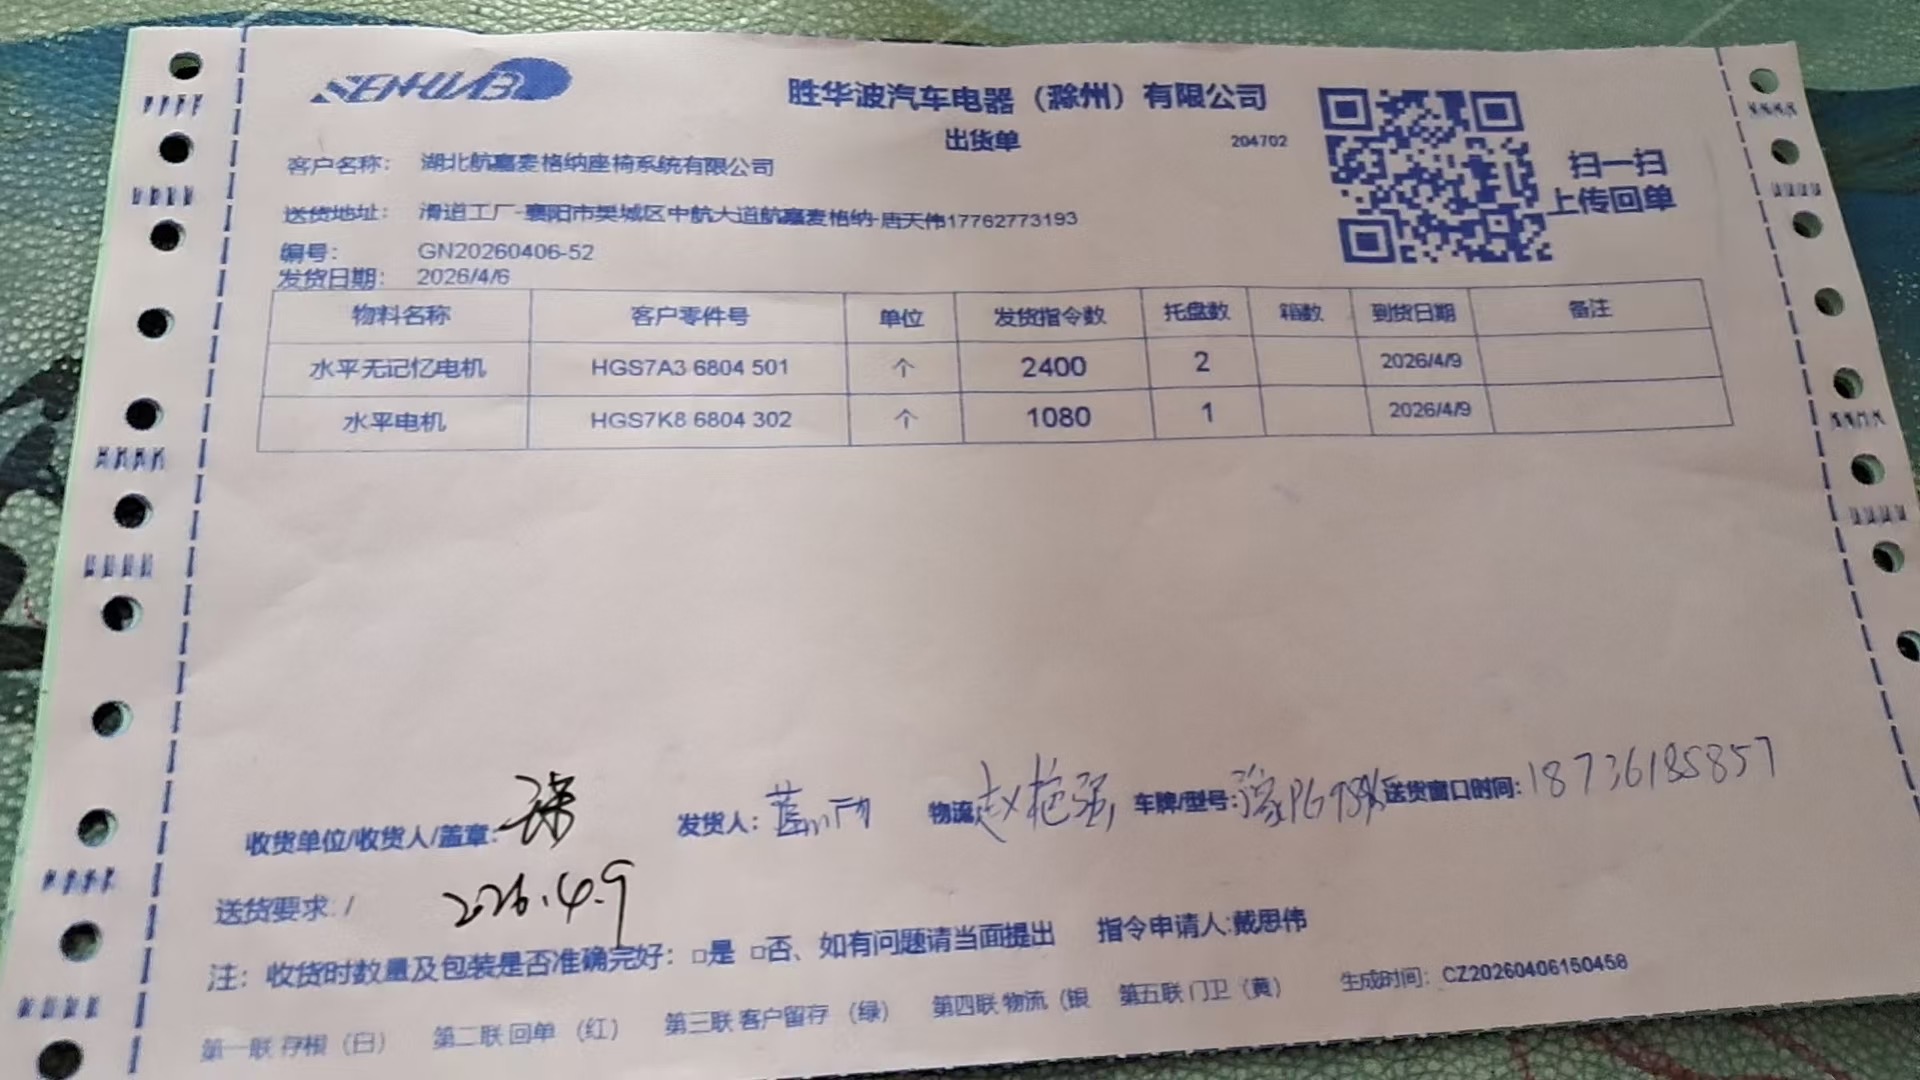 SENHUAB
胜华波汽车电器（滁州）有限公司
出货单 204702
扫一扫
上传回单
客户名称： 湖北航嘉麦格纳座椅系统有限公司
送货地址： 滑道工厂-襄阳市樊城区中航大道航嘉麦格纳-唐天伟17762773193
编号： GN20260406-52
发货日期： 2026/4/6
物料名称 客户零件号 单位 发货指令数 托盘数 箱数 到货日期 备注
水平无记忆电机 HGS7A3 6804 501 个 2400 2 2026/4/9
水平电机 HGS7K8 6804 302 个 1080 1 2026/4/9
收货单位/收货人/盖章： 发货人： 物流 赵艳强 车牌/型号： 送货窗口时间：18736185857
送货要求：/ 2026.4.9
注：收货时数量及包装是否准确完好：□是 □否、如有问题请当面提出 指令申请人:戴思伟
生成时间：CZ20260406150458
第一联 存根（白） 第二联 回单（红） 第三联 客户留存（绿） 第四联 物流（银 第五联 门卫（黄）